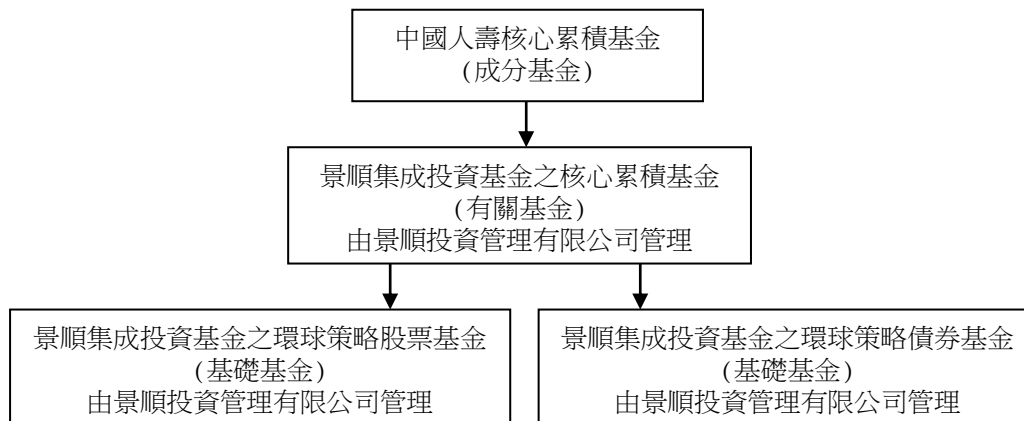 中國人壽核心累積基金
(成分基金)
景順集成投資基金之核心累積基金
(有關基金)
由景順投資管理有限公司管理
景順集成投資基金之環球策略股票基金
(基礎基金)
由景順投資管理有限公司管理
景順集成投資基金之環球策略債券基金
(基礎基金)
由景順投資管理有限公司管理